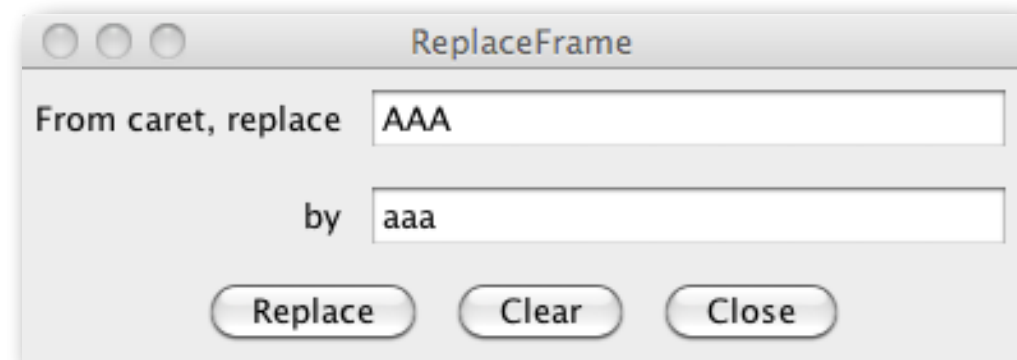 ReplaceFrame
From caret, replace AAA
by aaa
Replace Clear Close